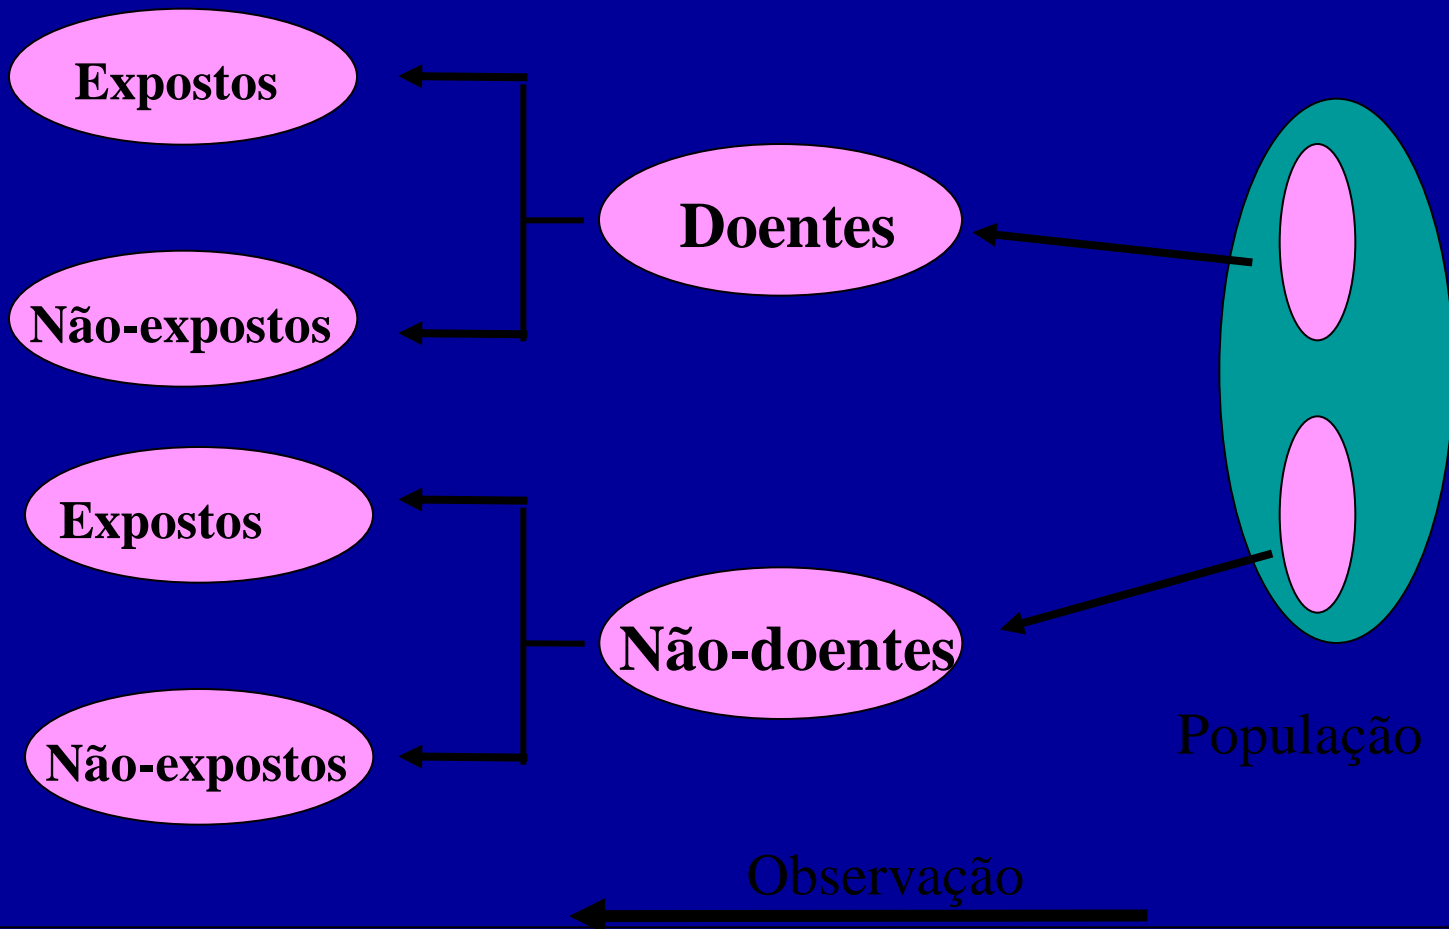 Expostos
Doentes
Não-expostos
Expostos
Não-doentes
Não-expostos
População
Observação